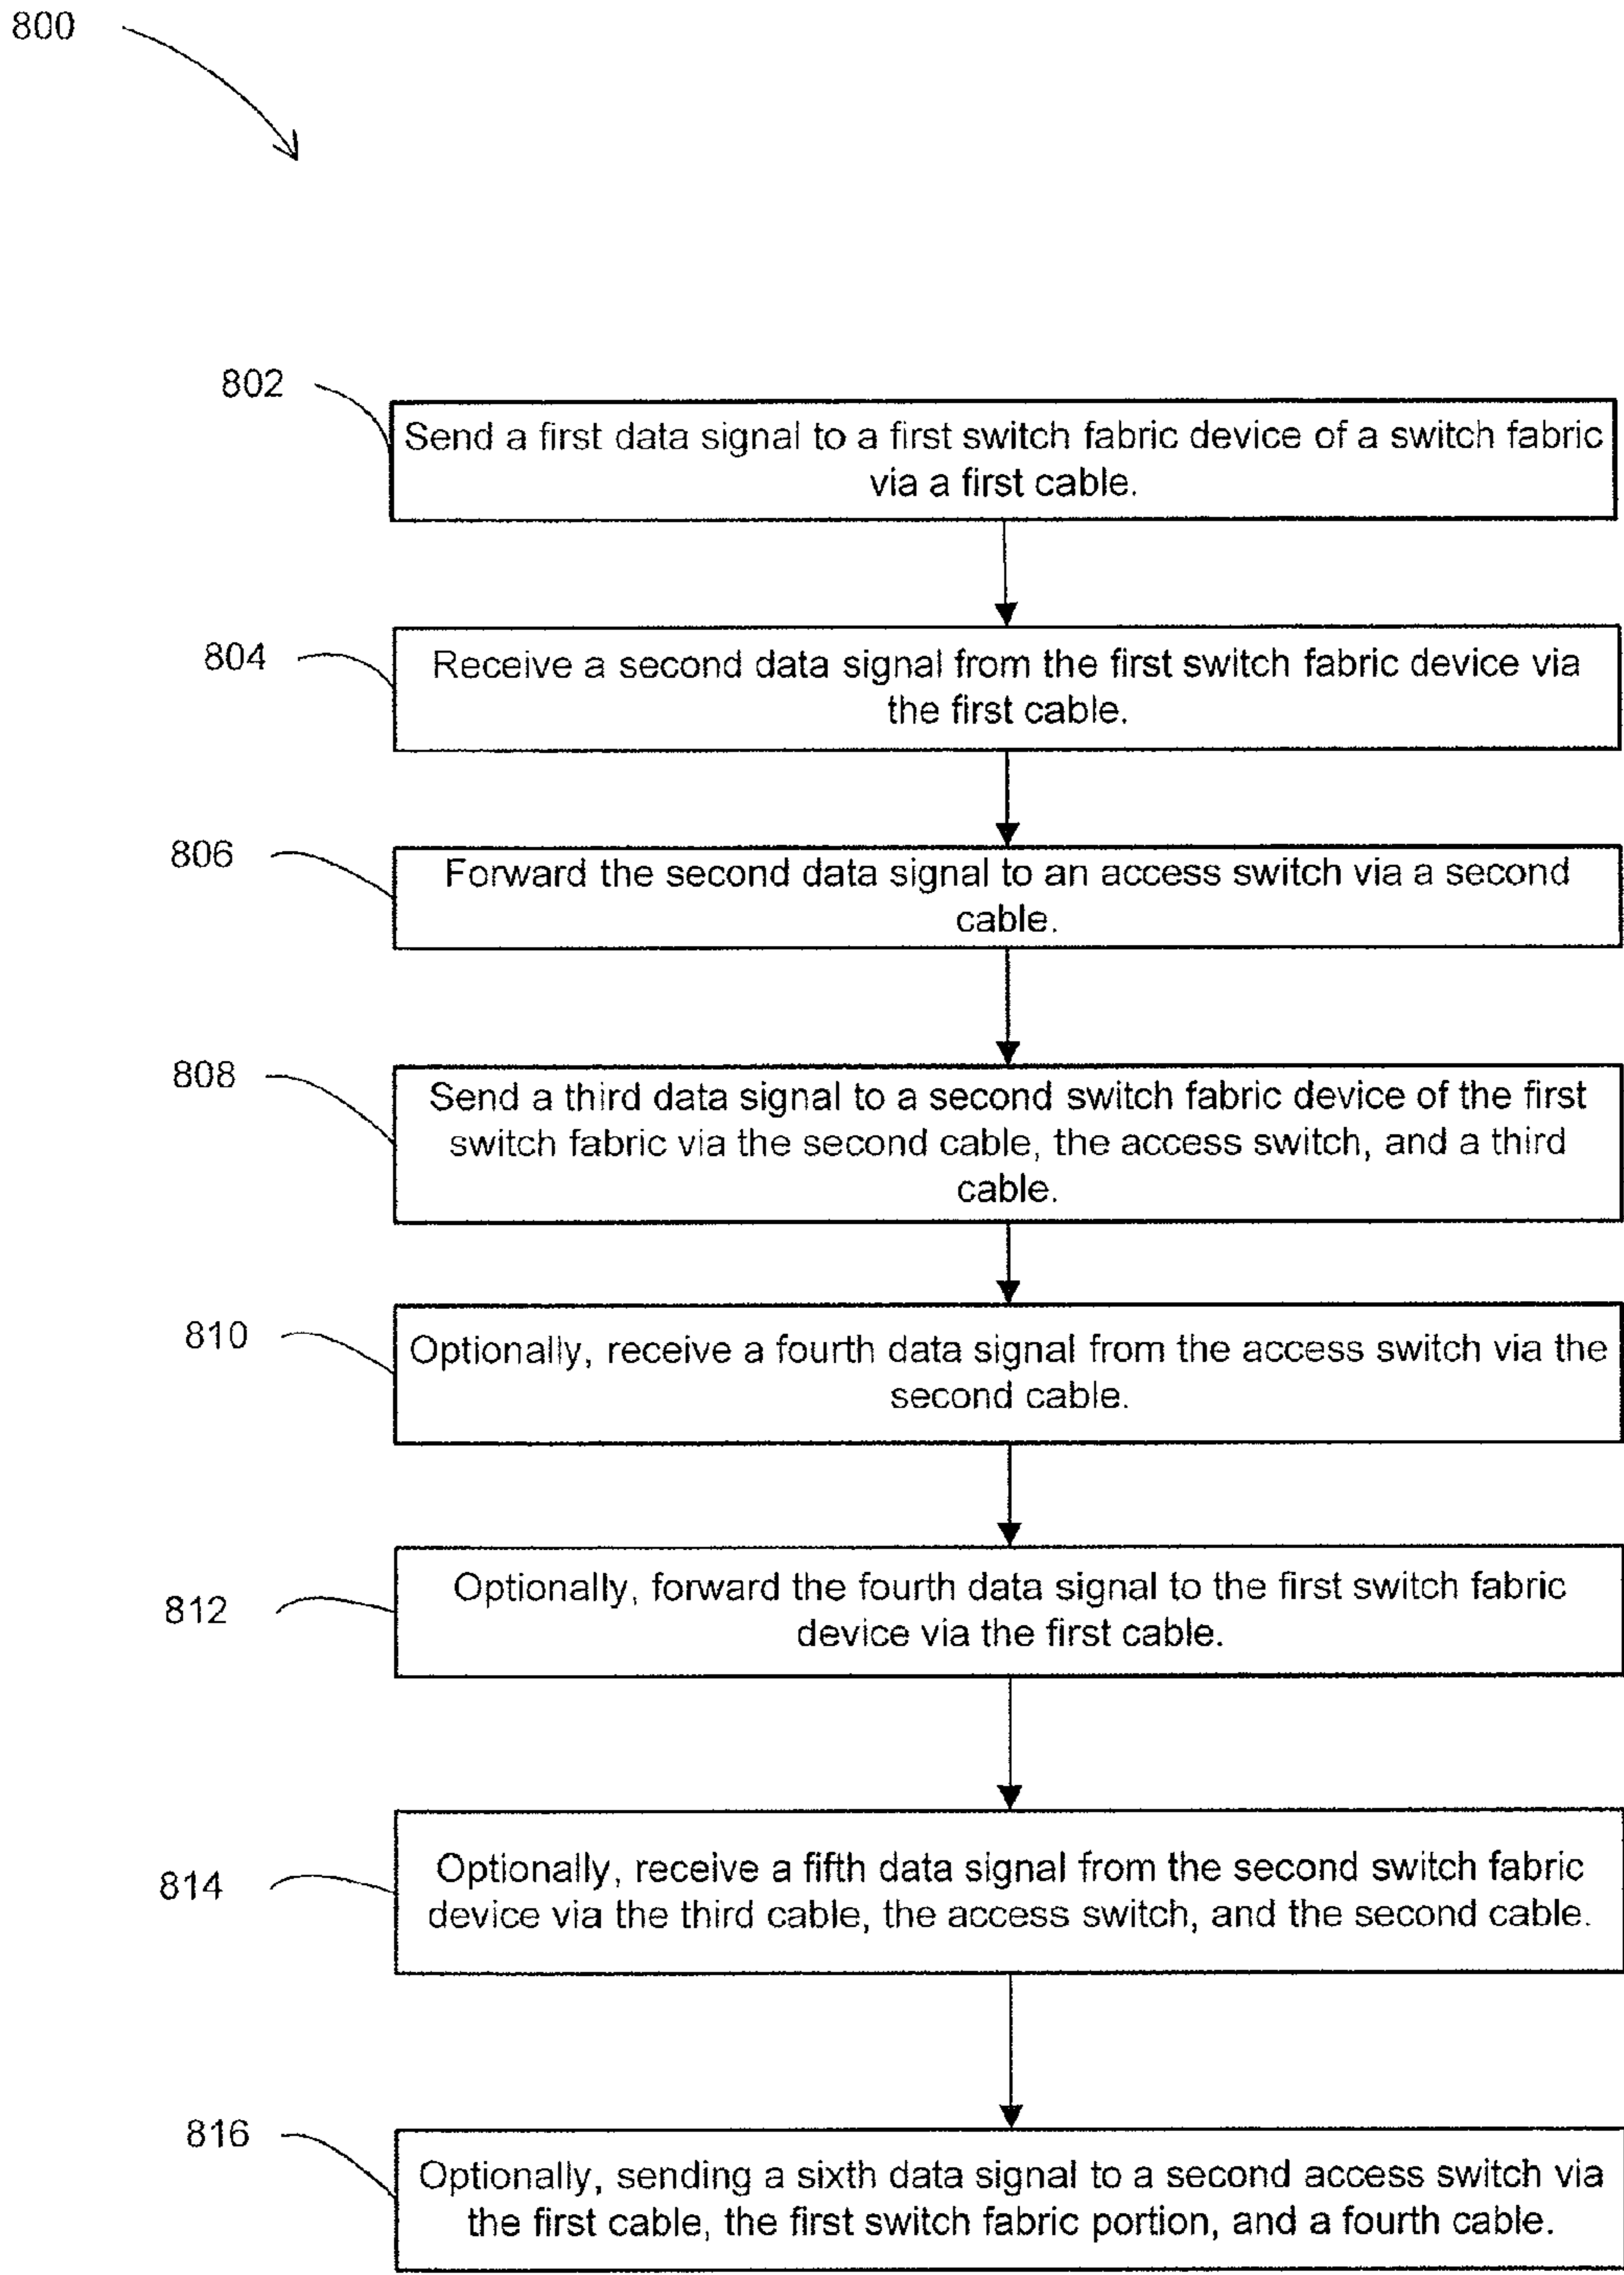 800
802
Send a first data signal to a first switch fabric device of a switch fabric
via a first cable.
804
Receive a second data signal from the first switch fabric device via
the first cable.
806
Forward the second data signal to an access switch via a second
cable.
808
Send a third data signal to a second switch fabric device of the first
switch fabric via the second cable, the access switch, and a third
cable.
810
Optionally, receive a fourth data signal from the access switch via the
second cable.
812
Optionally, forward the fourth data signal to the first switch fabric
device via the first cable.
814
Optionally, receive a fifth data signal from the second switch fabric
device via the third cable, the access switch, and the second cable.
816
Optionally, sending a sixth data signal to a second access switch via
the first cable, the first switch fabric portion, and a fourth cable.